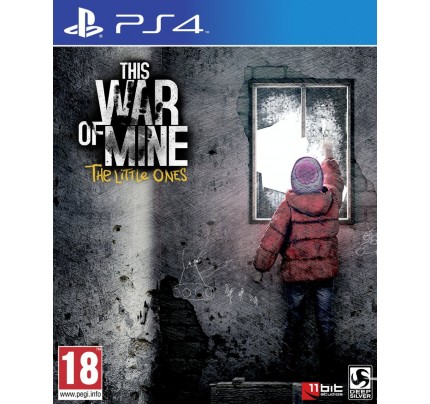 PS4
THIS
WAR
OF MINE
THE LITTLE ONES
18
www.pegi.info
11 bit
studios
DEEP
SILVER